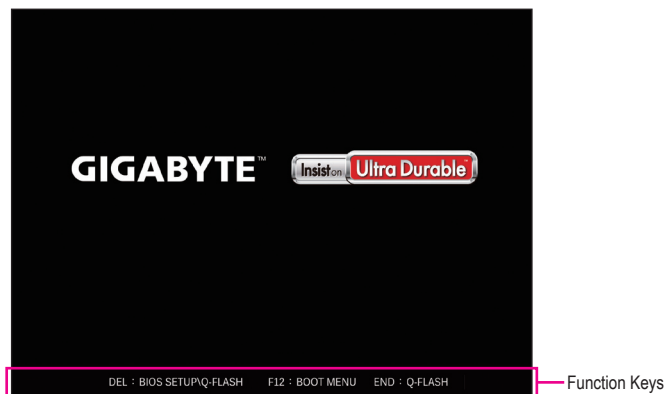 GIGABYTE™ Insist on Ultra Durable™
DEL : BIOS SETUP\Q-FLASH F12 : BOOT MENU END : Q-FLASH
Function Keys